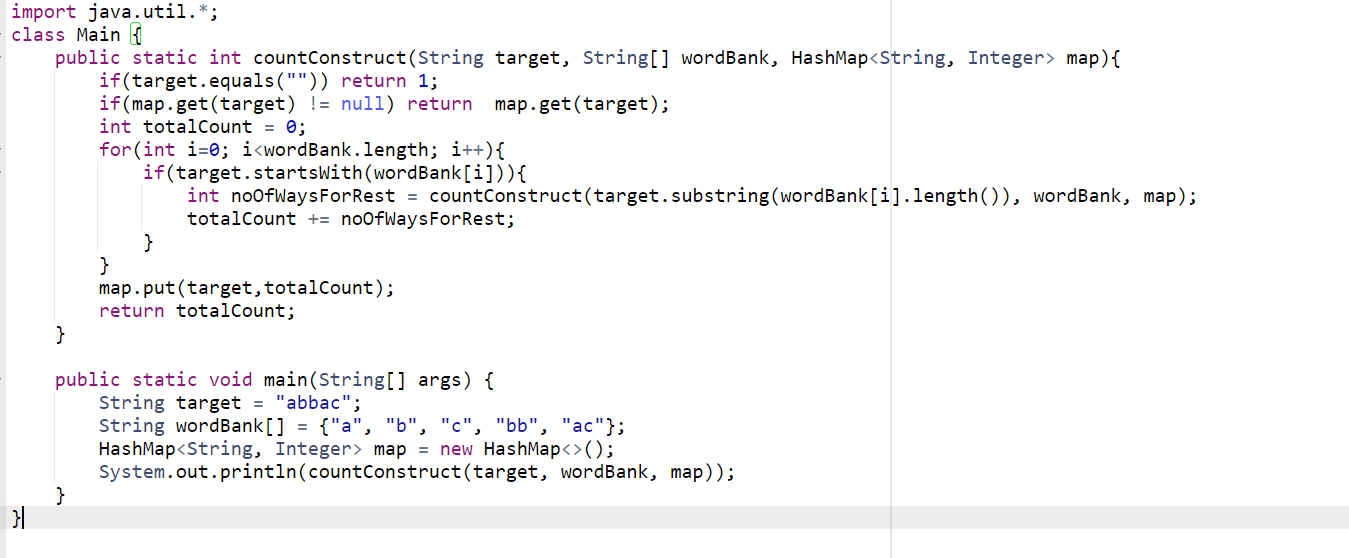 import java.util.*;
class Main {
    public static int countConstruct(String target, String[] wordBank, HashMap<String, Integer> map){
        if(target.equals("")) return 1;
        if(map.get(target) != null) return  map.get(target);
        int totalCount = 0;
        for(int i=0; i<wordBank.length; i++){
            if(target.startsWith(wordBank[i])){
                int noOfWaysForRest = countConstruct(target.substring(wordBank[i].length()), wordBank, map);
                totalCount += noOfWaysForRest;
            }
        }
        map.put(target,totalCount);
        return totalCount;
    }

    public static void main(String[] args) {
        String target = "abbac";
        String wordBank[] = {"a", "b", "c", "bb", "ac"};
        HashMap<String, Integer> map = new HashMap<>();
        System.out.println(countConstruct(target, wordBank, map));
    }
}